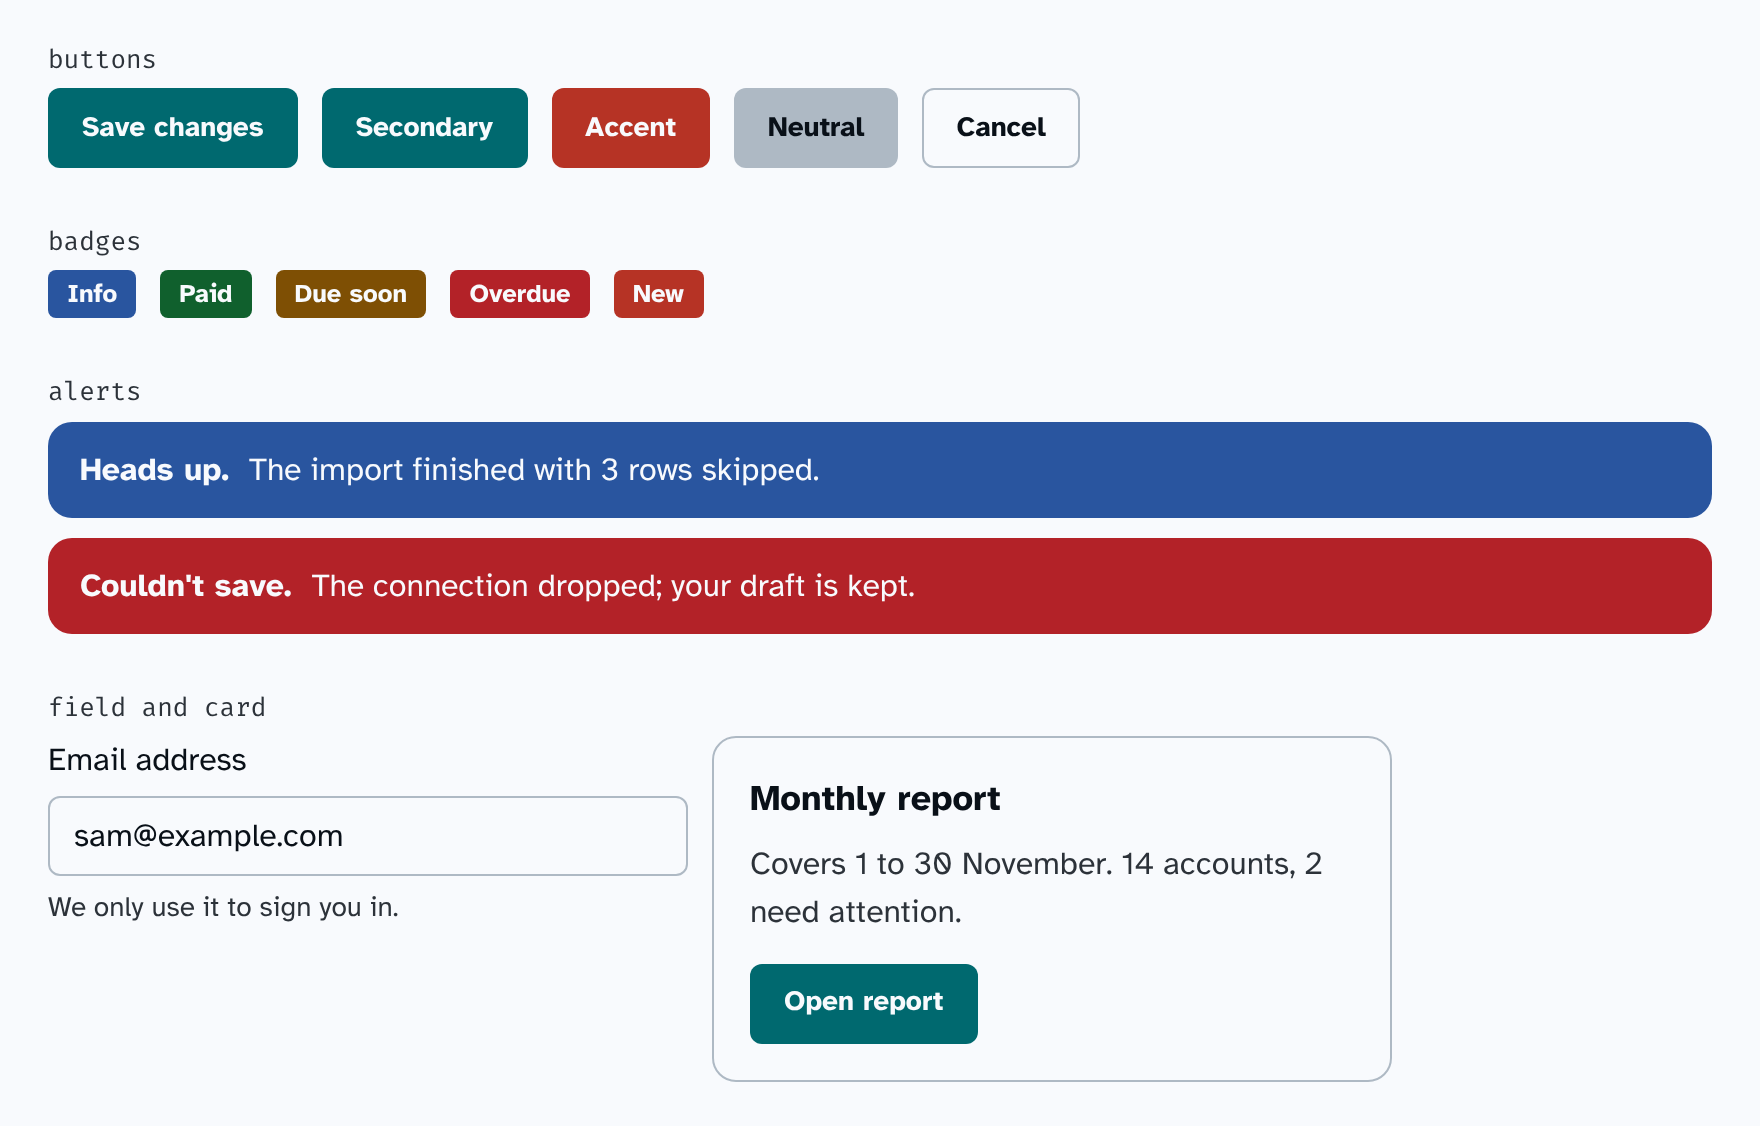 buttons
Save changes Secondary Accent Neutral Cancel
badges
Info Paid Due soon Overdue New
alerts
Heads up. The import finished with 3 rows skipped.
Couldn't save. The connection dropped; your draft is kept.
field and card
Email address
sam@example.com
We only use it to sign you in.
Monthly report
Covers 1 to 30 November. 14 accounts, 2
need attention.
Open report